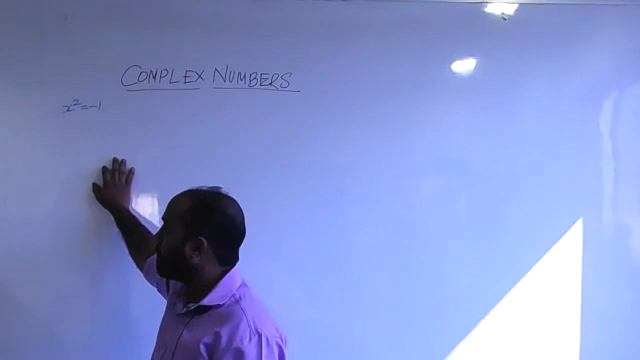 COMPLEX NUMBERS
x² = -1